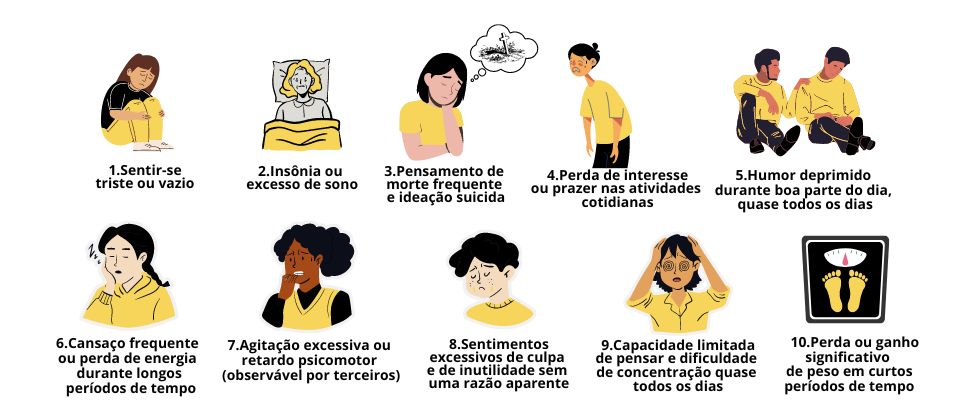 1.Sentir-se
triste ou vazio
2.Insônia ou
excesso de sono
3.Pensamento de
morte frequente
e ideação suicida
4.Perda de interesse
ou prazer nas atividades
cotidianas
5.Humor deprimido
durante boa parte do dia,
quase todos os dias
6.Cansaço frequente
ou perda de energia
durante longos
períodos de tempo
7.Agitação excessiva ou
retardo psicomotor
(observável por terceiros)
8.Sentimentos
excessivos de culpa
e de inutilidade sem
uma razão aparente
9.Capacidade limitada
de pensar e dificuldade
de concentração quase
todos os dias
10.Perda ou ganho
significativo
de peso em curtos
períodos de tempo